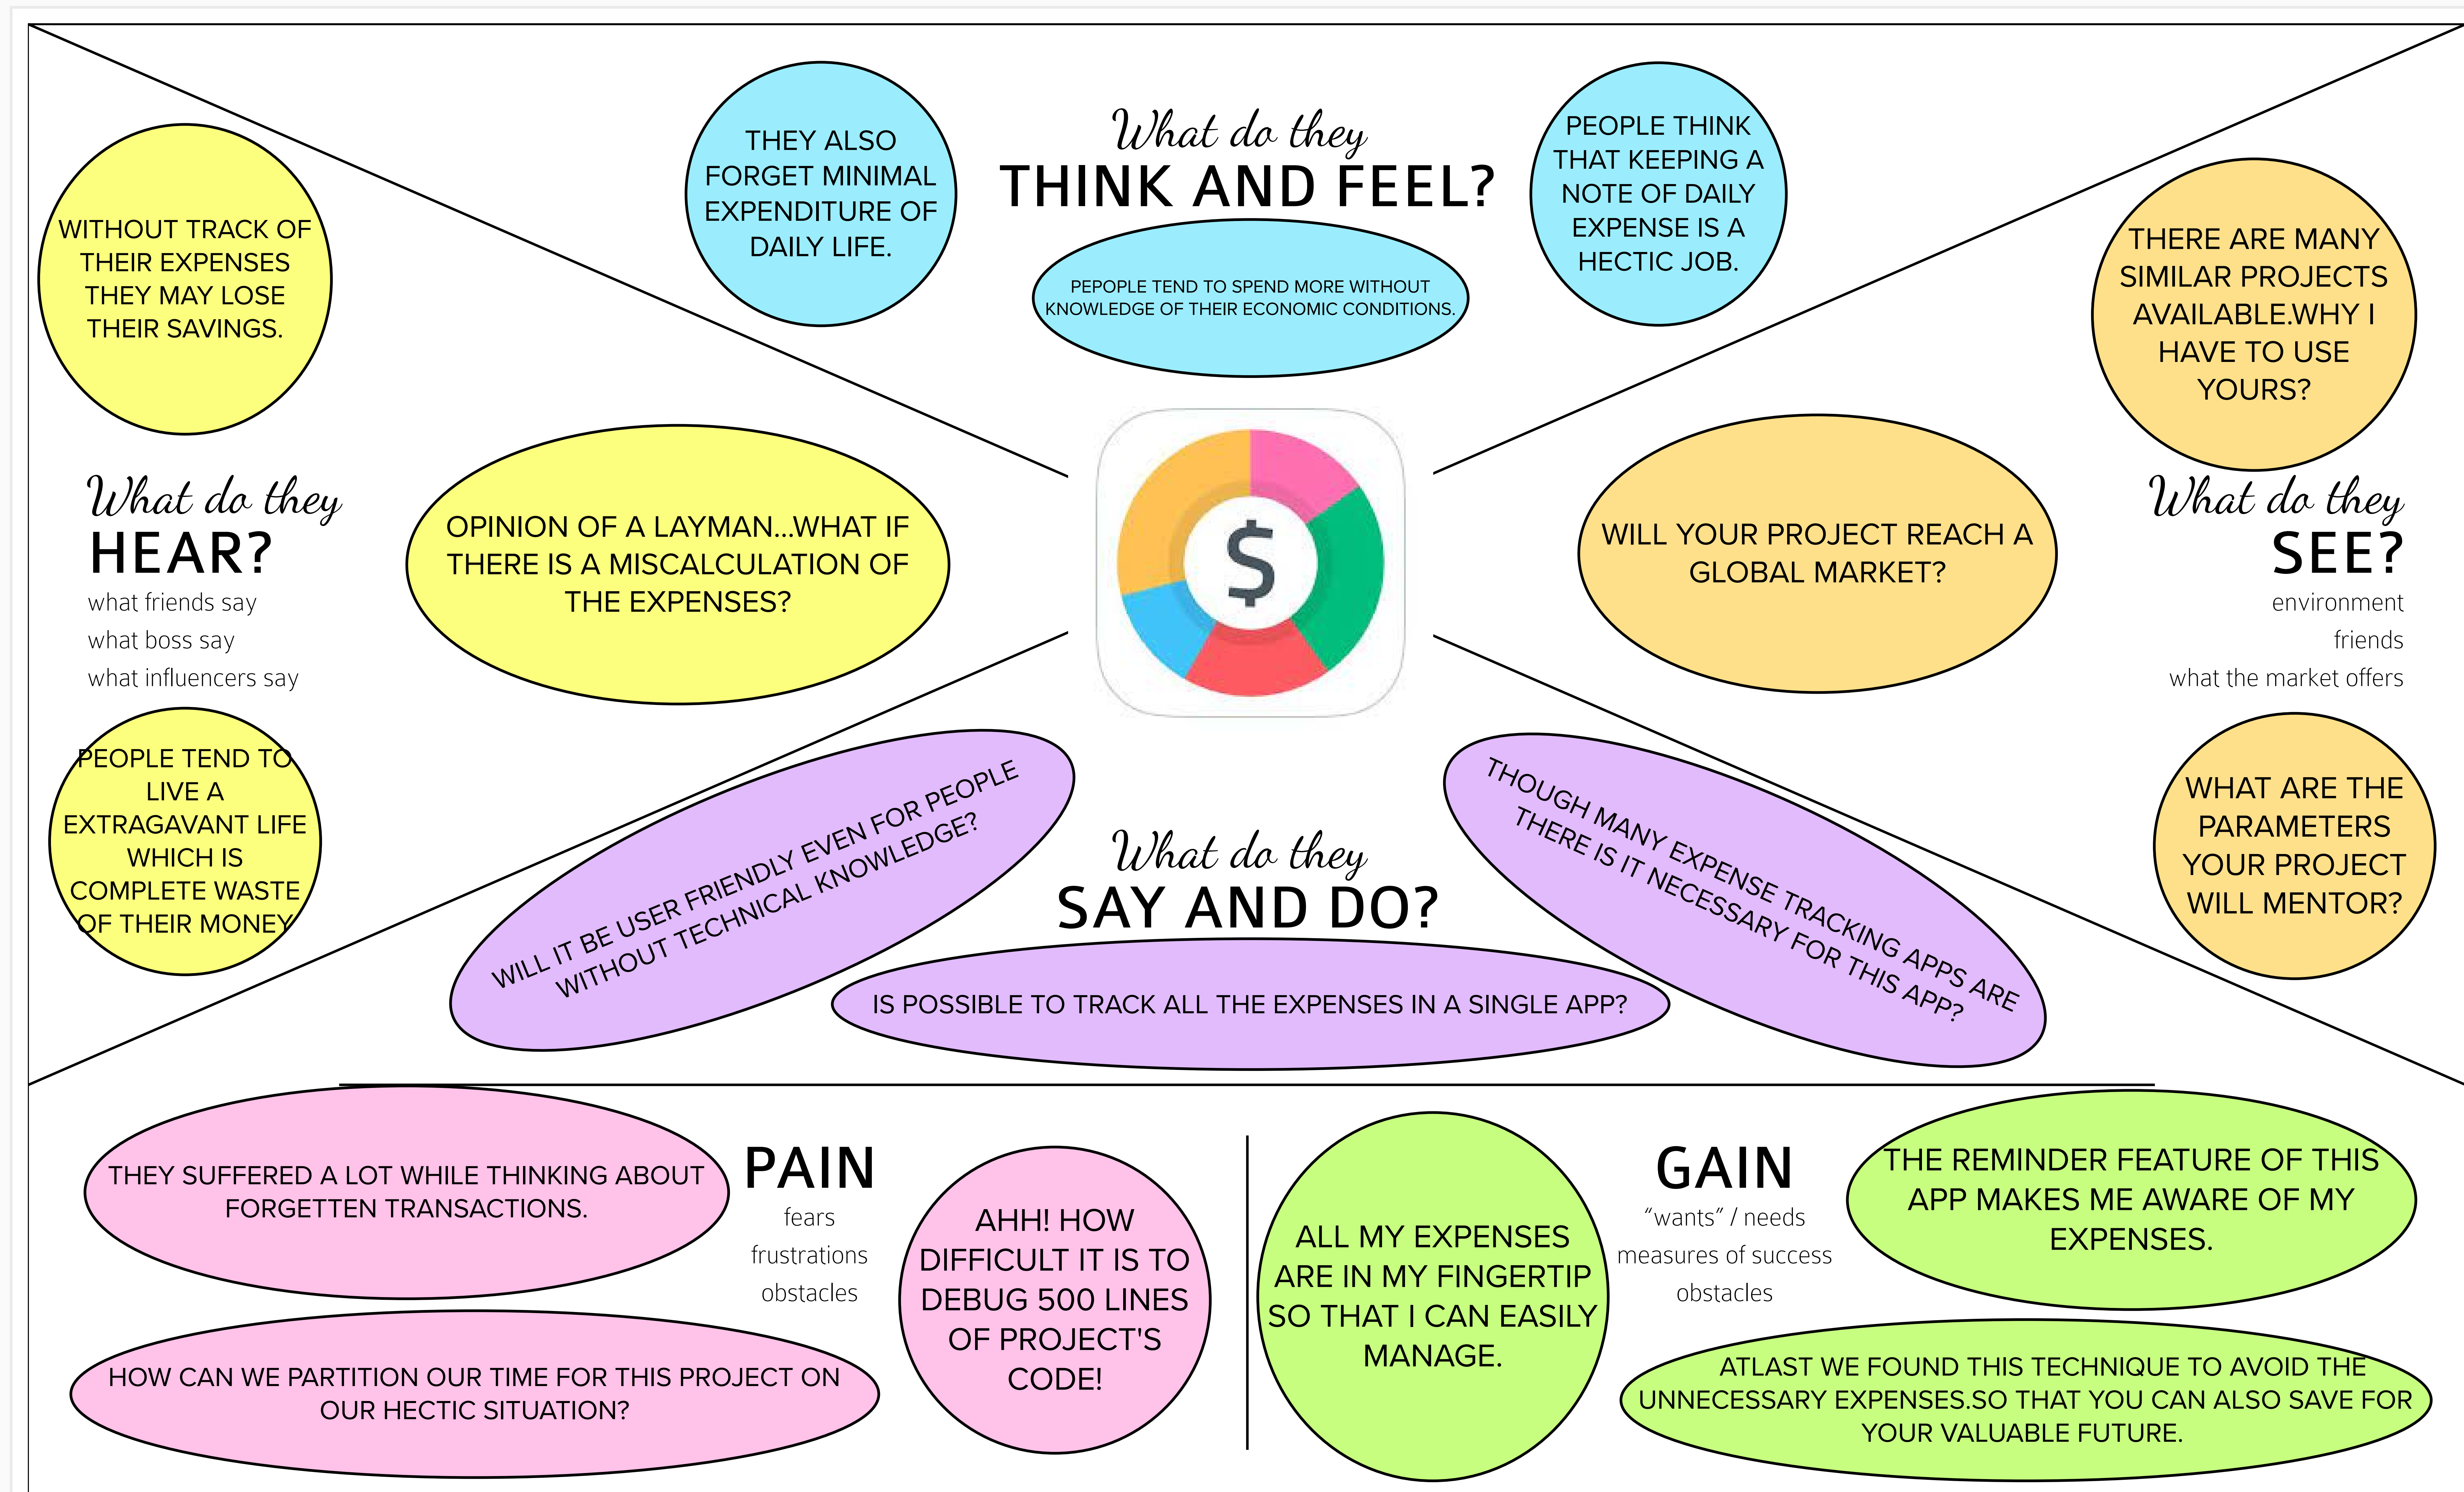 What do they
THINK AND FEEL?
THEY ALSO
FORGET MINIMAL
EXPENDITURE OF
DAILY LIFE.
PEPOPLE TEND TO SPEND MORE WITHOUT
KNOWLEDGE OF THEIR ECONOMIC CONDITIONS.
PEOPLE THINK
THAT KEEPING A
NOTE OF DAILY
EXPENSE IS A
HECTIC JOB.
WITHOUT TRACK OF
THEIR EXPENSES
THEY MAY LOSE
THEIR SAVINGS.
What do they
HEAR?
what friends say
what boss say
what influencers say
OPINION OF A LAYMAN...WHAT IF
THERE IS A MISCALCULATION OF
THE EXPENSES?
PEOPLE TEND TO
LIVE A
EXTRAGAVANT LIFE
WHICH IS
COMPLETE WASTE
OF THEIR MONEY
$
THERE ARE MANY
SIMILAR PROJECTS
AVAILABLE.WHY I
HAVE TO USE
YOURS?
WILL YOUR PROJECT REACH A
GLOBAL MARKET?
What do they
SEE?
environment
friends
what the market offers
WHAT ARE THE
PARAMETERS
YOUR PROJECT
WILL MENTOR?
What do they
SAY AND DO?
WILL IT BE USER FRIENDLY EVEN FOR PEOPLE
WITHOUT TECHNICAL KNOWLEDGE?
IS POSSIBLE TO TRACK ALL THE EXPENSES IN A SINGLE APP?
THOUGH MANY EXPENSE TRACKING APPS ARE
THERE IS IT NECESSARY FOR THIS APP?
THEY SUFFERED A LOT WHILE THINKING ABOUT
FORGETTEN TRANSACTIONS.
PAIN
fears
frustrations
obstacles
HOW CAN WE PARTITION OUR TIME FOR THIS PROJECT ON
OUR HECTIC SITUATION?
AHH! HOW
DIFFICULT IT IS TO
DEBUG 500 LINES
OF PROJECT'S
CODE!
ALL MY EXPENSES
ARE IN MY FINGERTIP
SO THAT I CAN EASILY
MANAGE.
GAIN
“wants” / needs
measures of success
obstacles
THE REMINDER FEATURE OF THIS
APP MAKES ME AWARE OF MY
EXPENSES.
ATLAST WE FOUND THIS TECHNIQUE TO AVOID THE
UNNECESSARY EXPENSES.SO THAT YOU CAN ALSO SAVE FOR
YOUR VALUABLE FUTURE.